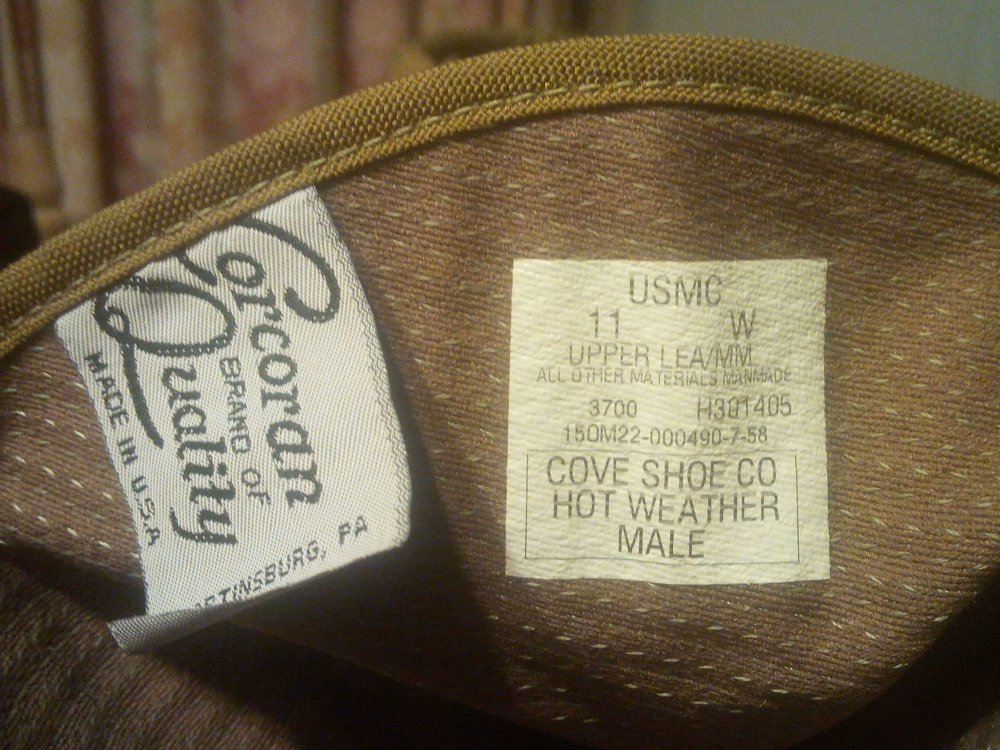 Corcoran
BRAND OF
Quality
MADE IN U.S.A
RTINSBURG, PA
USMC
11 W
UPPER LEA/MM
ALL OTHER MATERIALS MANMADE
3700 H301405
150M22-000490-7-58
COVE SHOE CO
HOT WEATHER
MALE